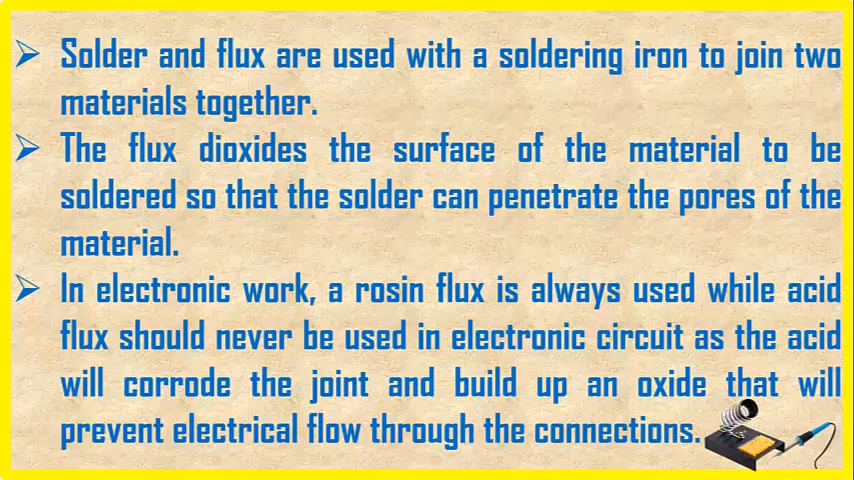 Solder and flux are used with a soldering iron to join two
materials together.
The flux dioxides the surface of the material to be
soldered so that the solder can penetrate the pores of the
material.
In electronic work, a rosin flux is always used while acid
flux should never be used in electronic circuit as the acid
will corrode the joint and build up an oxide that will
prevent electrical flow through the connections.